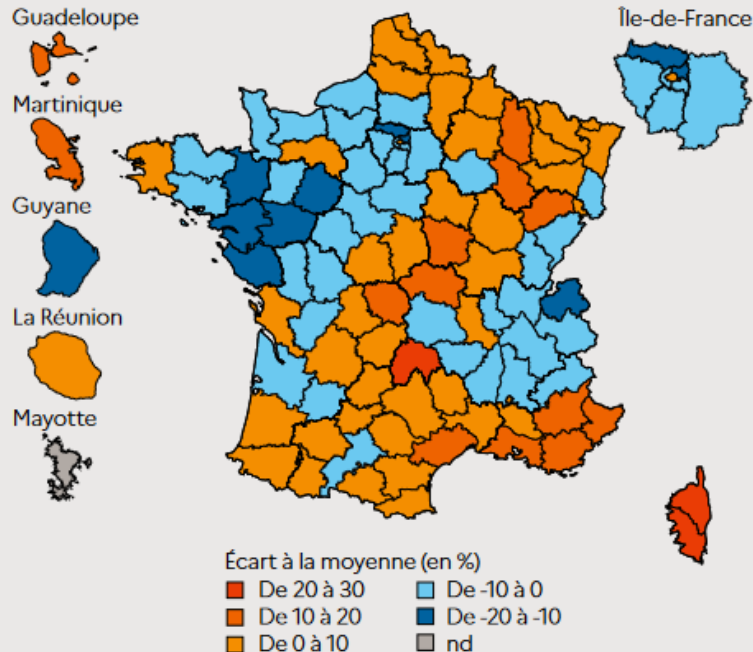 Guadeloupe
Île-de-France
Martinique
Guyane
La Réunion
Mayotte
Écart à la moyenne (en %)
De 20 à 30
De -10 à 0
De 10 à 20
De -20 à -10
De 0 à 10
nd